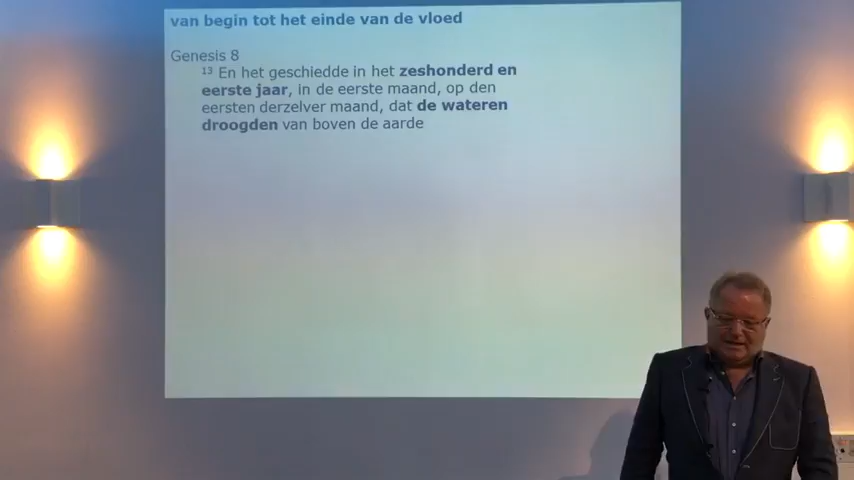 van begin tot het einde van de vloed
Genesis 8
13 En het geschiedde in het zeshonderd en
eerste jaar, in de eerste maand, op den
eersten derzelver maand, dat de wateren
droogden van boven de aarde